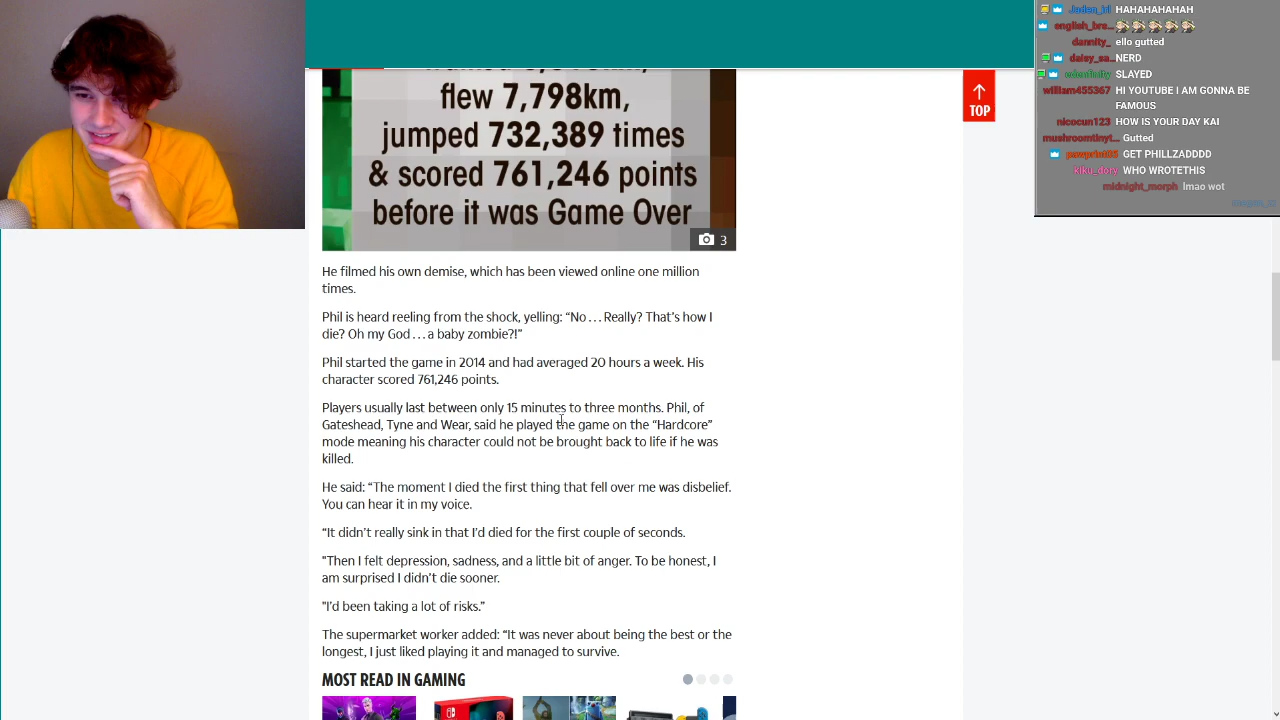 flew 7,798km,
jumped 732,389 times
& scored 761,246 points
before it was Game Over
3
TOP
He filmed his own demise, which has been viewed online one million
times.
Phil is heard reeling from the shock, yelling: “No . . . Really? That’s how I
die? Oh my God . . . a baby zombie?!”
Phil started the game in 2014 and had averaged 20 hours a week. His
character scored 761,246 points.
Players usually last between only 15 minutes to three months. Phil, of
Gateshead, Tyne and Wear, said he played the game on the “Hardcore”
mode meaning his character could not be brought back to life if he was
killed.
He said: “The moment I died the first thing that fell over me was disbelief.
You can hear it in my voice.
“It didn’t really sink in that I’d died for the first couple of seconds.
"Then I felt depression, sadness, and a little bit of anger. To be honest, I
am surprised I didn’t die sooner.
"I’d been taking a lot of risks.”
The supermarket worker added: “It was never about being the best or the
longest, I just liked playing it and managed to survive.
MOST READ IN GAMING
HAHAHAHAHAH
english_bre...
dannity_ ello gutted
daisy_sa... NERD
SLAYED
william455367 HI YOUTUBE I AM GONNA BE
FAMOUS
nicocun123 HOW IS YOUR DAY KAI
mushroomtinyt... Gutted
GET PHILLZADDDD
kiku_dorv WHO WROTETHIS
midnight_morph lmao wot